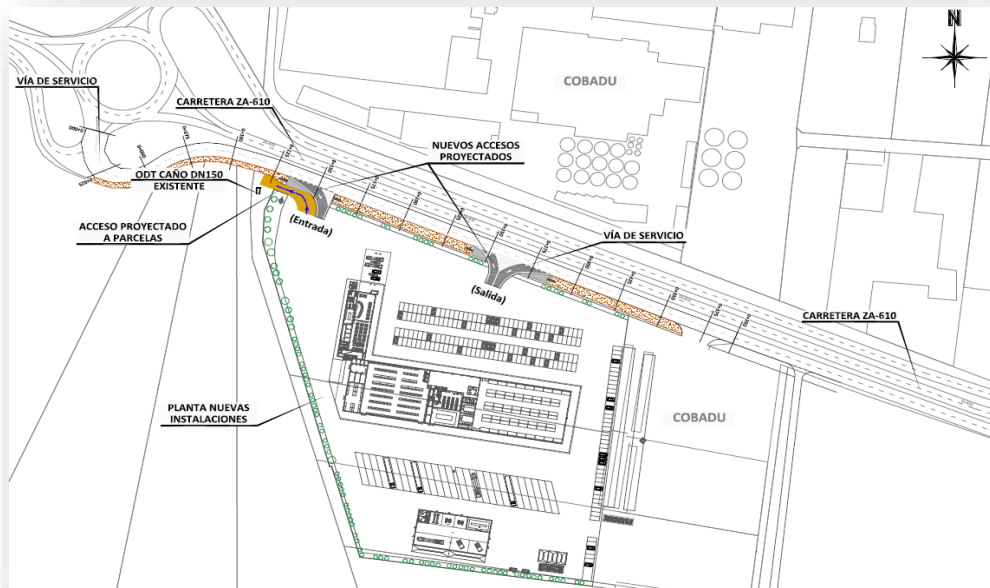 N
COBADU
VÍA DE SERVICIO
CARRETERA ZA-610
NUEVOS ACCESOS
PROYECTADOS
ODT CAÑO DN150
EXISTENTE
(Entrada)
ACCESO PROYECTADO
A PARCELAS
VÍA DE SERVICIO
(Salida)
CARRETERA ZA-610
PLANTA NUEVAS
INSTALACIONES
COBADU